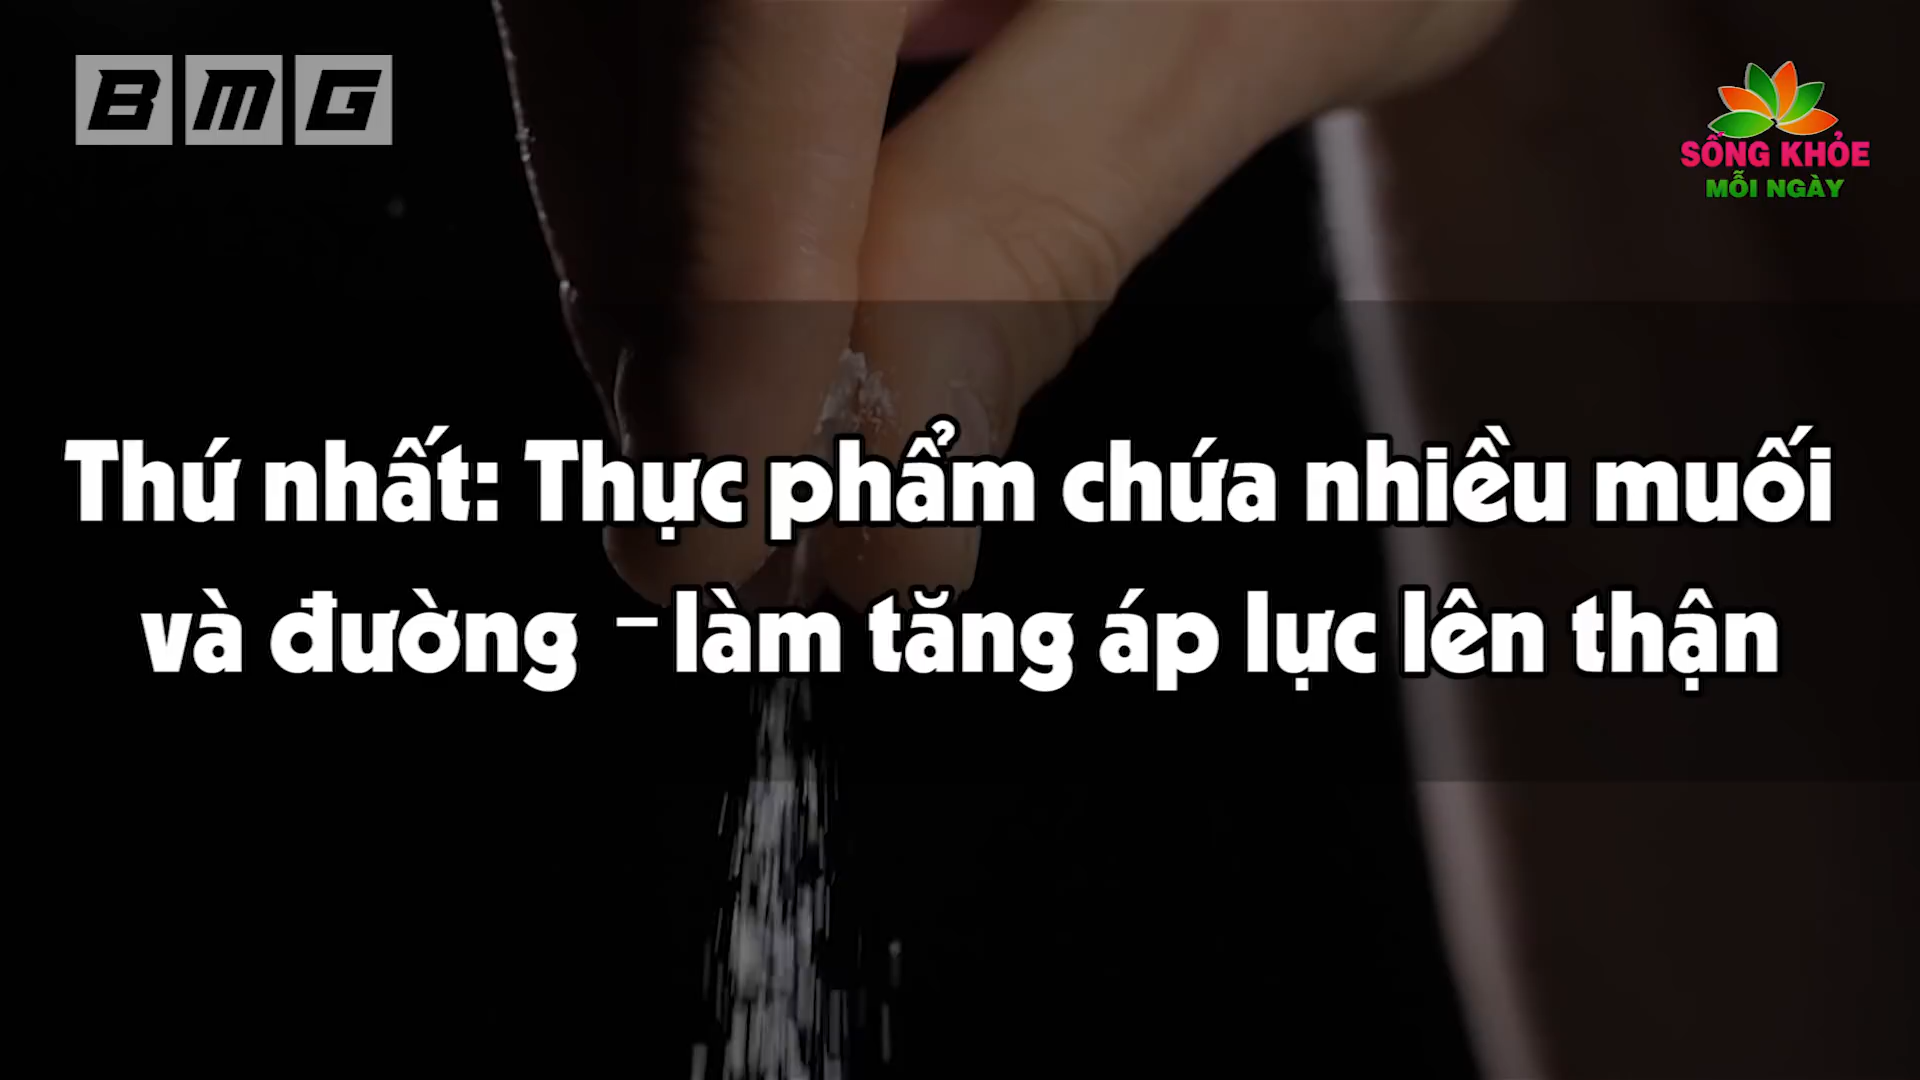 BMG
SỐNG KHỎE
MỖI NGÀY
Thứ nhất: Thực phẩm chứa nhiều muối
và đường - làm tăng áp lực lên thận